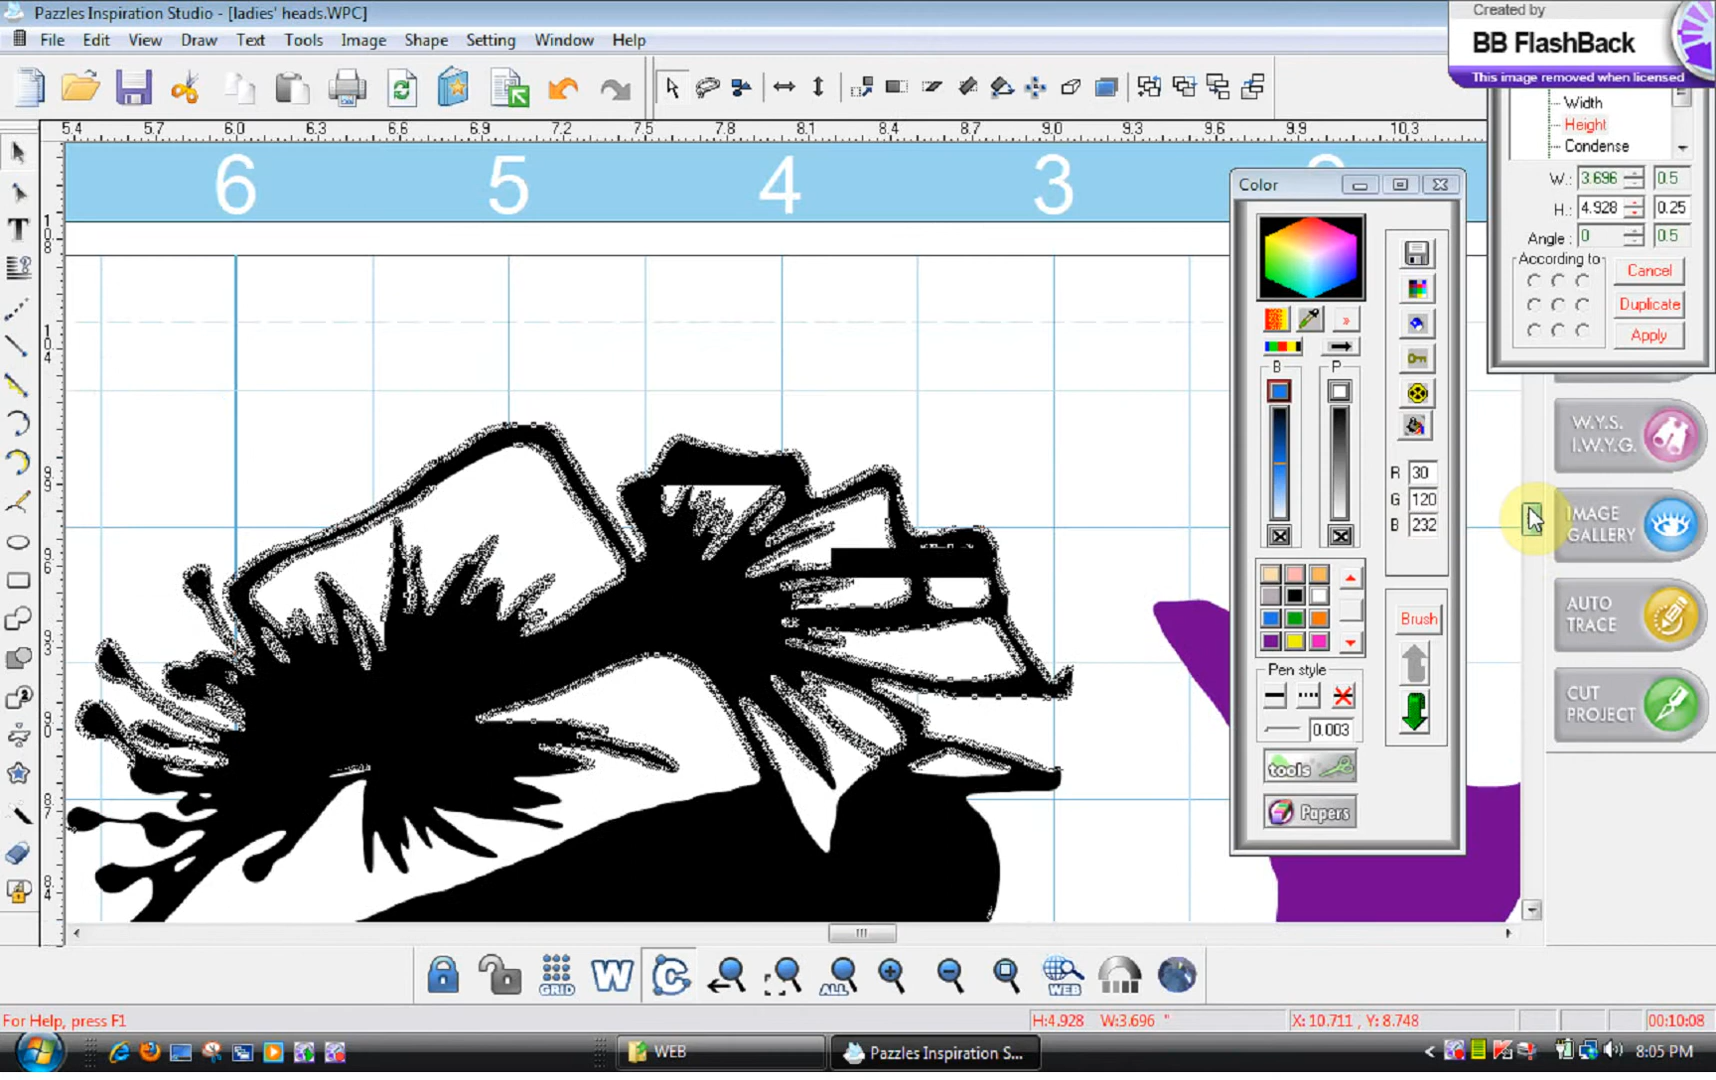 Pazzles Inspiration Studio - [ladies' heads.WPC]
Created by
BB FlashBack
This image removed when licensed
File Edit View Draw Text Tools Image Shape Setting Window Help
Width
Height
Condense
W.: 3.696 0.5
H.: 4.928 0.25
Angle : 0 0.5
According to
Cancel
Duplicate
Apply
5.4 5.7 6.0 6.3 6.6 6.9 7.2 7.5 7.8 8.1 8.4 8.7 9.0 9.3 9.6 9.9 10.3
6 5 4 3
Color
B P
R 30
G 120
B 232
Brush
Pen style
0.003
tools
Papers
W.Y.S.
I.W.Y.G.
IMAGE
GALLERY
AUTO
TRACE
CUT
PROJECT
GRID W C ALL WEB
For Help, press F1
H:4.928 W:3.696 "
X: 10.711 , Y: 8.748
00:10:08
WEB
Pazzles Inspiration S...
8:05 PM